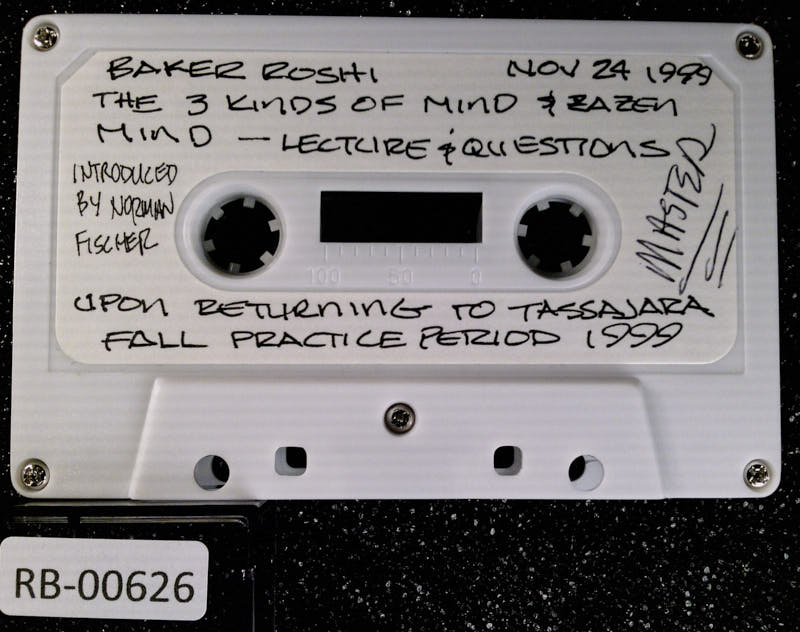 BAKER ROSHI NOV 24 1999
THE 3 KINDS OF MIND & ZAZEN
MIND — LECTURE & QUESTIONS
INTRODUCED
BY NORMAN
FISCHER
MASTER
100 50 0
UPON RETURNING TO TASSAJARA
FALL PRACTICE PERIOD 1999
RB-00626